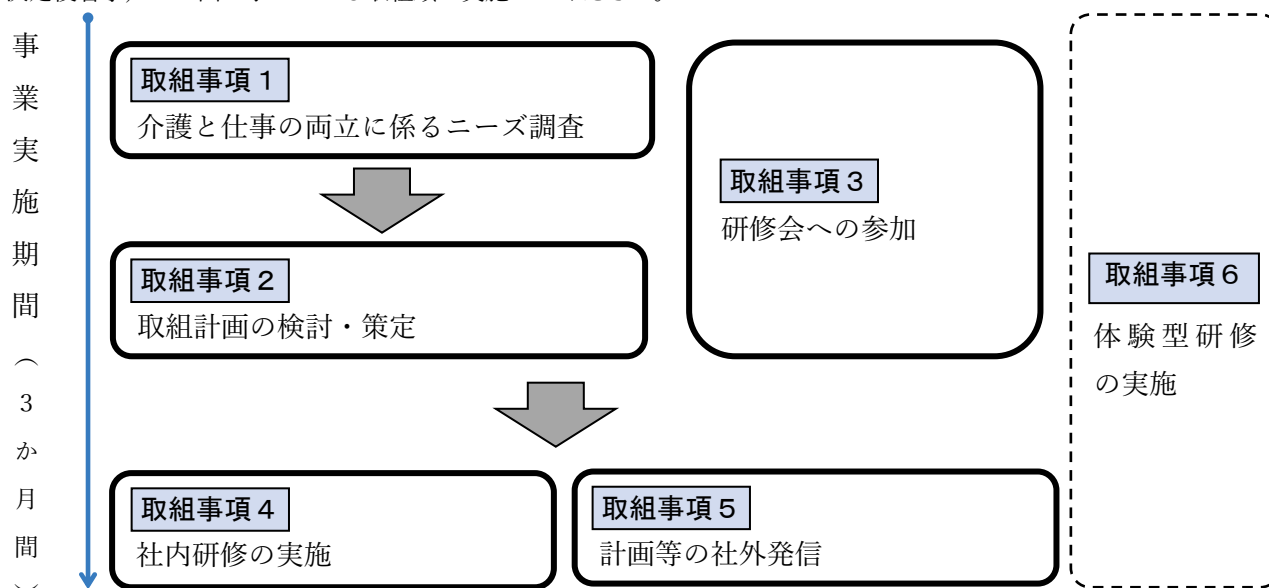 事業実施期間（3か月間）
取組事項1
介護と仕事の両立に係るニーズ調査
取組事項2
取組計画の検討・策定
取組事項3
研修会への参加
取組事項4
社内研修の実施
取組事項5
計画等の社外発信
取組事項6
体験型研修
の実施